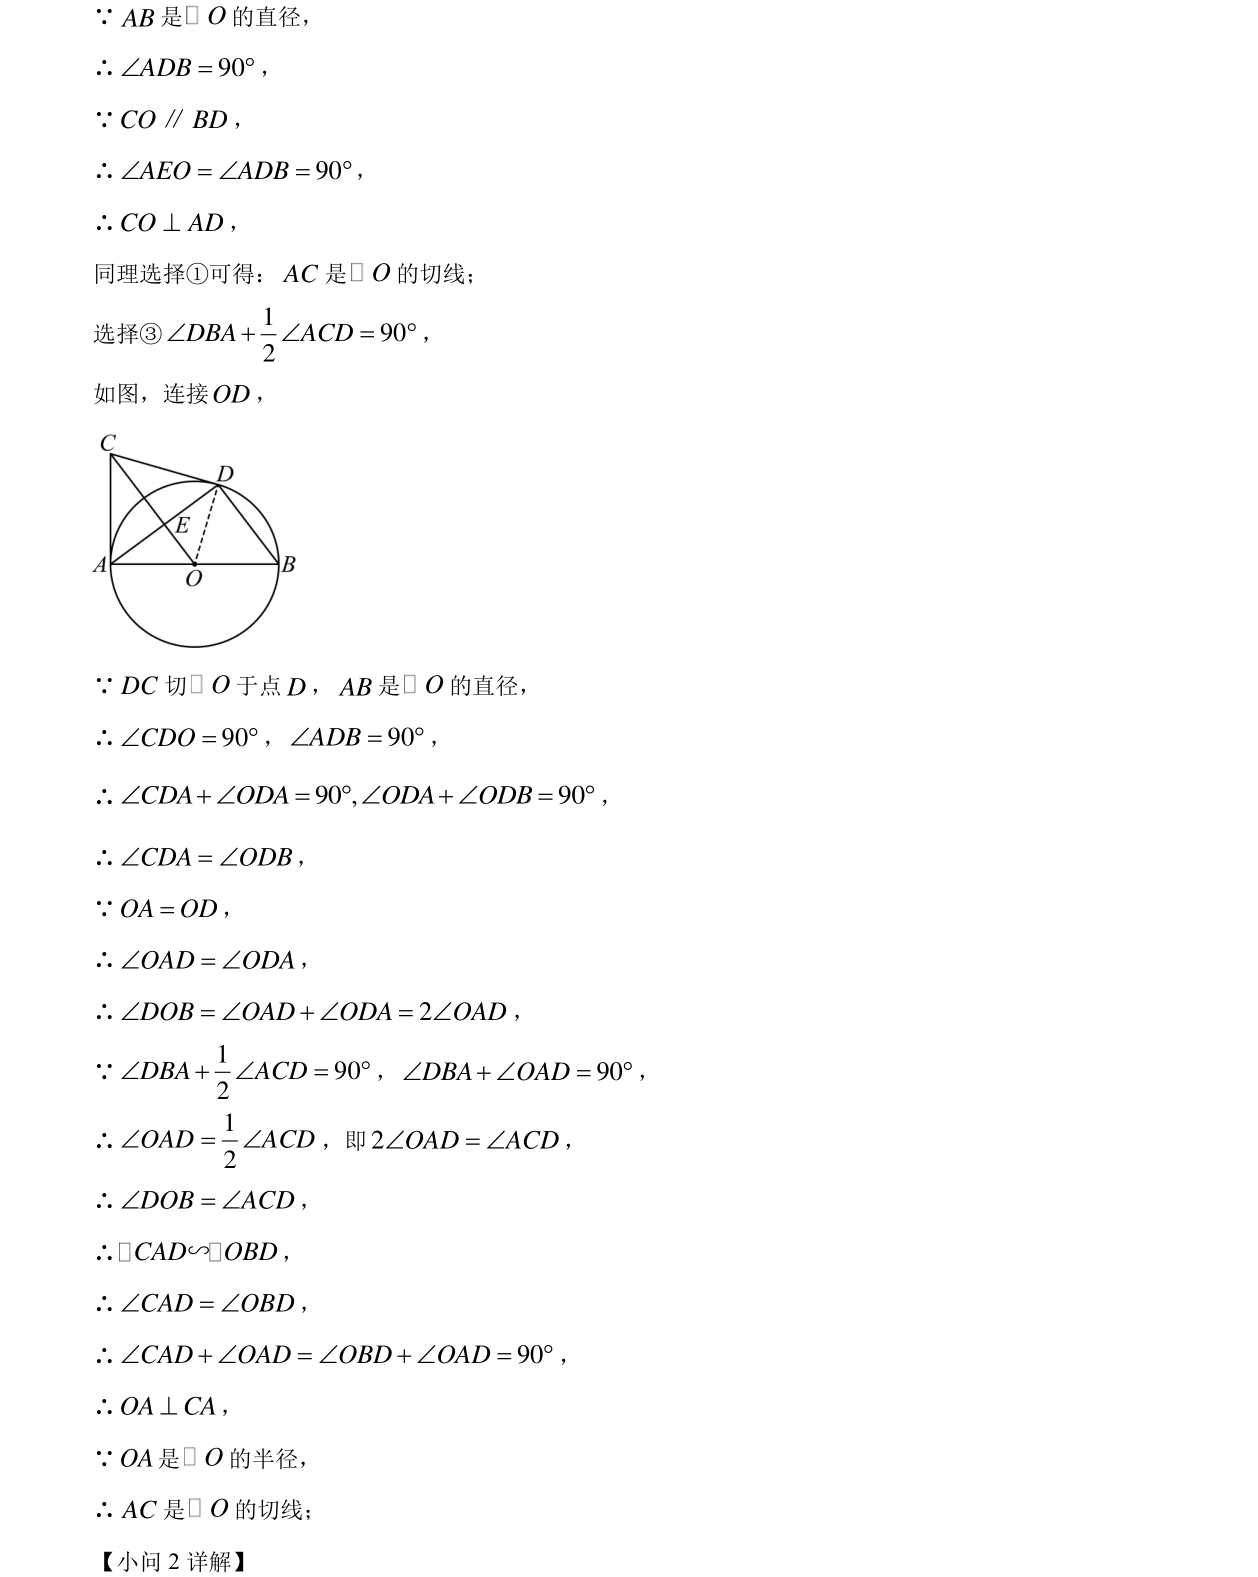 ∵ AB 是□ O 的直径，
∴ ∠ADB = 90°，
∵ CO ∥ BD，
∴ ∠AEO = ∠ADB = 90°，
∴ CO ⊥ AD，
同理选择①可得： AC 是□ O 的切线；
选择③ ∠DBA + 1/2 ∠ACD = 90°，
如图，连接 OD，
C
D
E
A
O
B
∵ DC 切□ O 于点 D， AB 是□ O 的直径，
∴ ∠CDO = 90°， ∠ADB = 90°，
∴ ∠CDA + ∠ODA = 90°, ∠ODA + ∠ODB = 90°，
∴ ∠CDA = ∠ODB，
∵ OA = OD，
∴ ∠OAD = ∠ODA，
∴ ∠DOB = ∠OAD + ∠ODA = 2∠OAD，
∵ ∠DBA + 1/2 ∠ACD = 90°， ∠DBA + ∠OAD = 90°，
∴ ∠OAD = 1/2 ∠ACD，即 2∠OAD = ∠ACD，
∴ ∠DOB = ∠ACD，
∴ □CAD∽□OBD，
∴ ∠CAD = ∠OBD，
∴ ∠CAD + ∠OAD = ∠OBD + ∠OAD = 90°，
∴ OA ⊥ CA，
∵ OA 是□ O 的半径，
∴ AC 是□ O 的切线；
【小问 2 详解】